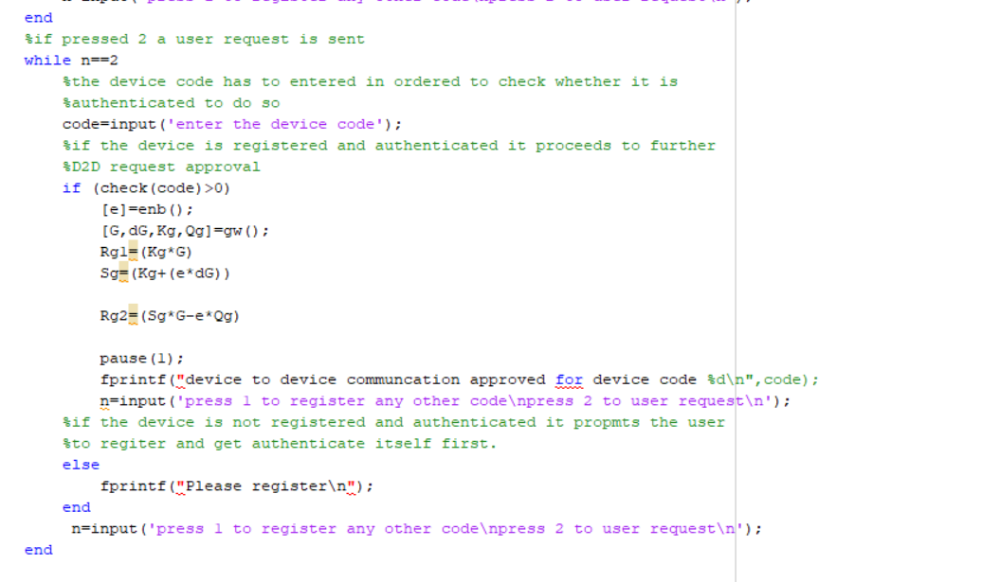 end
%if pressed 2 a user request is sent
while n==2
%the device code has to entered in ordered to check whether it is
%authenticated to do so
code=input('enter the device code');
%if the device is registered and authenticated it proceeds to further
%D2D request approval
if (check(code)>0)
[e]=enb();
[G,dG,Kg,Qg]=gw();
Rg1=(Kg*G)
Sg=(Kg+(e*dG))
Rg2=(Sg*G-e*Qg)
pause(1);
fprintf("device to device communcation approved for device code %d\n",code);
n=input('press 1 to register any other code\npress 2 to user request\n');
%if the device is not registered and authenticated it propmts the user
%to regiter and get authenticate itself first.
else
fprintf("Please register\n");
end
n=input('press 1 to register any other code\npress 2 to user request\n');
end